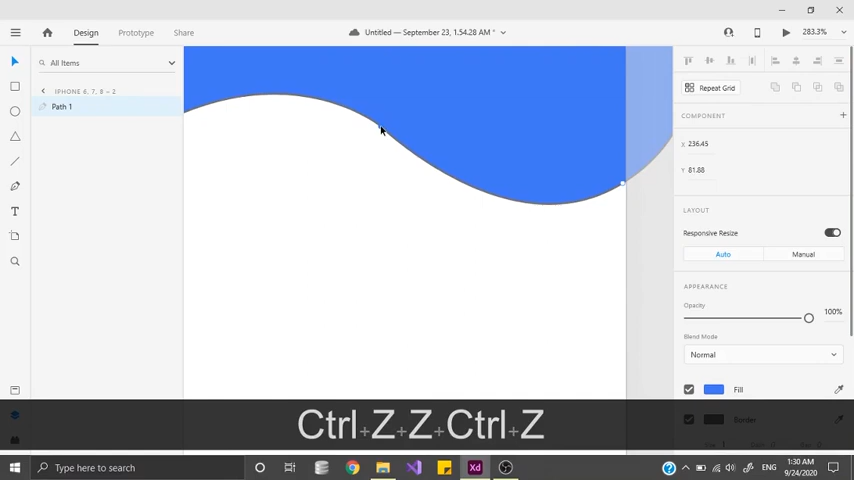 Design
Prototype
Share
Untitled — September 23, 1.54.28 AM *
283.3%
All Items
IPHONE 6, 7, 8 – 2
Path 1
Repeat Grid
COMPONENT
X 236.45
Y 81.88
LAYOUT
Responsive Resize
Auto
Manual
APPEARANCE
Opacity
100%
Blend Mode
Normal
Fill
Border
Ctrl+Z+Z+Ctrl+Z
Type here to search
Xd
ENG
1:30 AM
9/24/2020